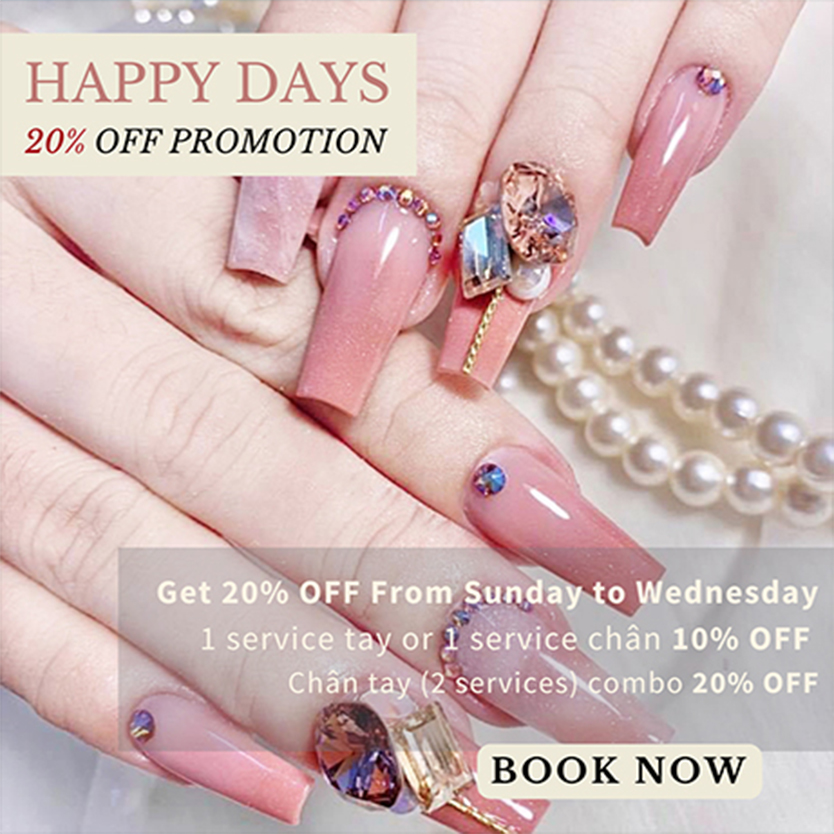 HAPPY DAYS
20% OFF PROMOTION
Get 20% OFF From Sunday to Wednesday
1 service tay or 1 service chân 10% OFF
Chân tay (2 services) combo 20% OFF
BOOK NOW